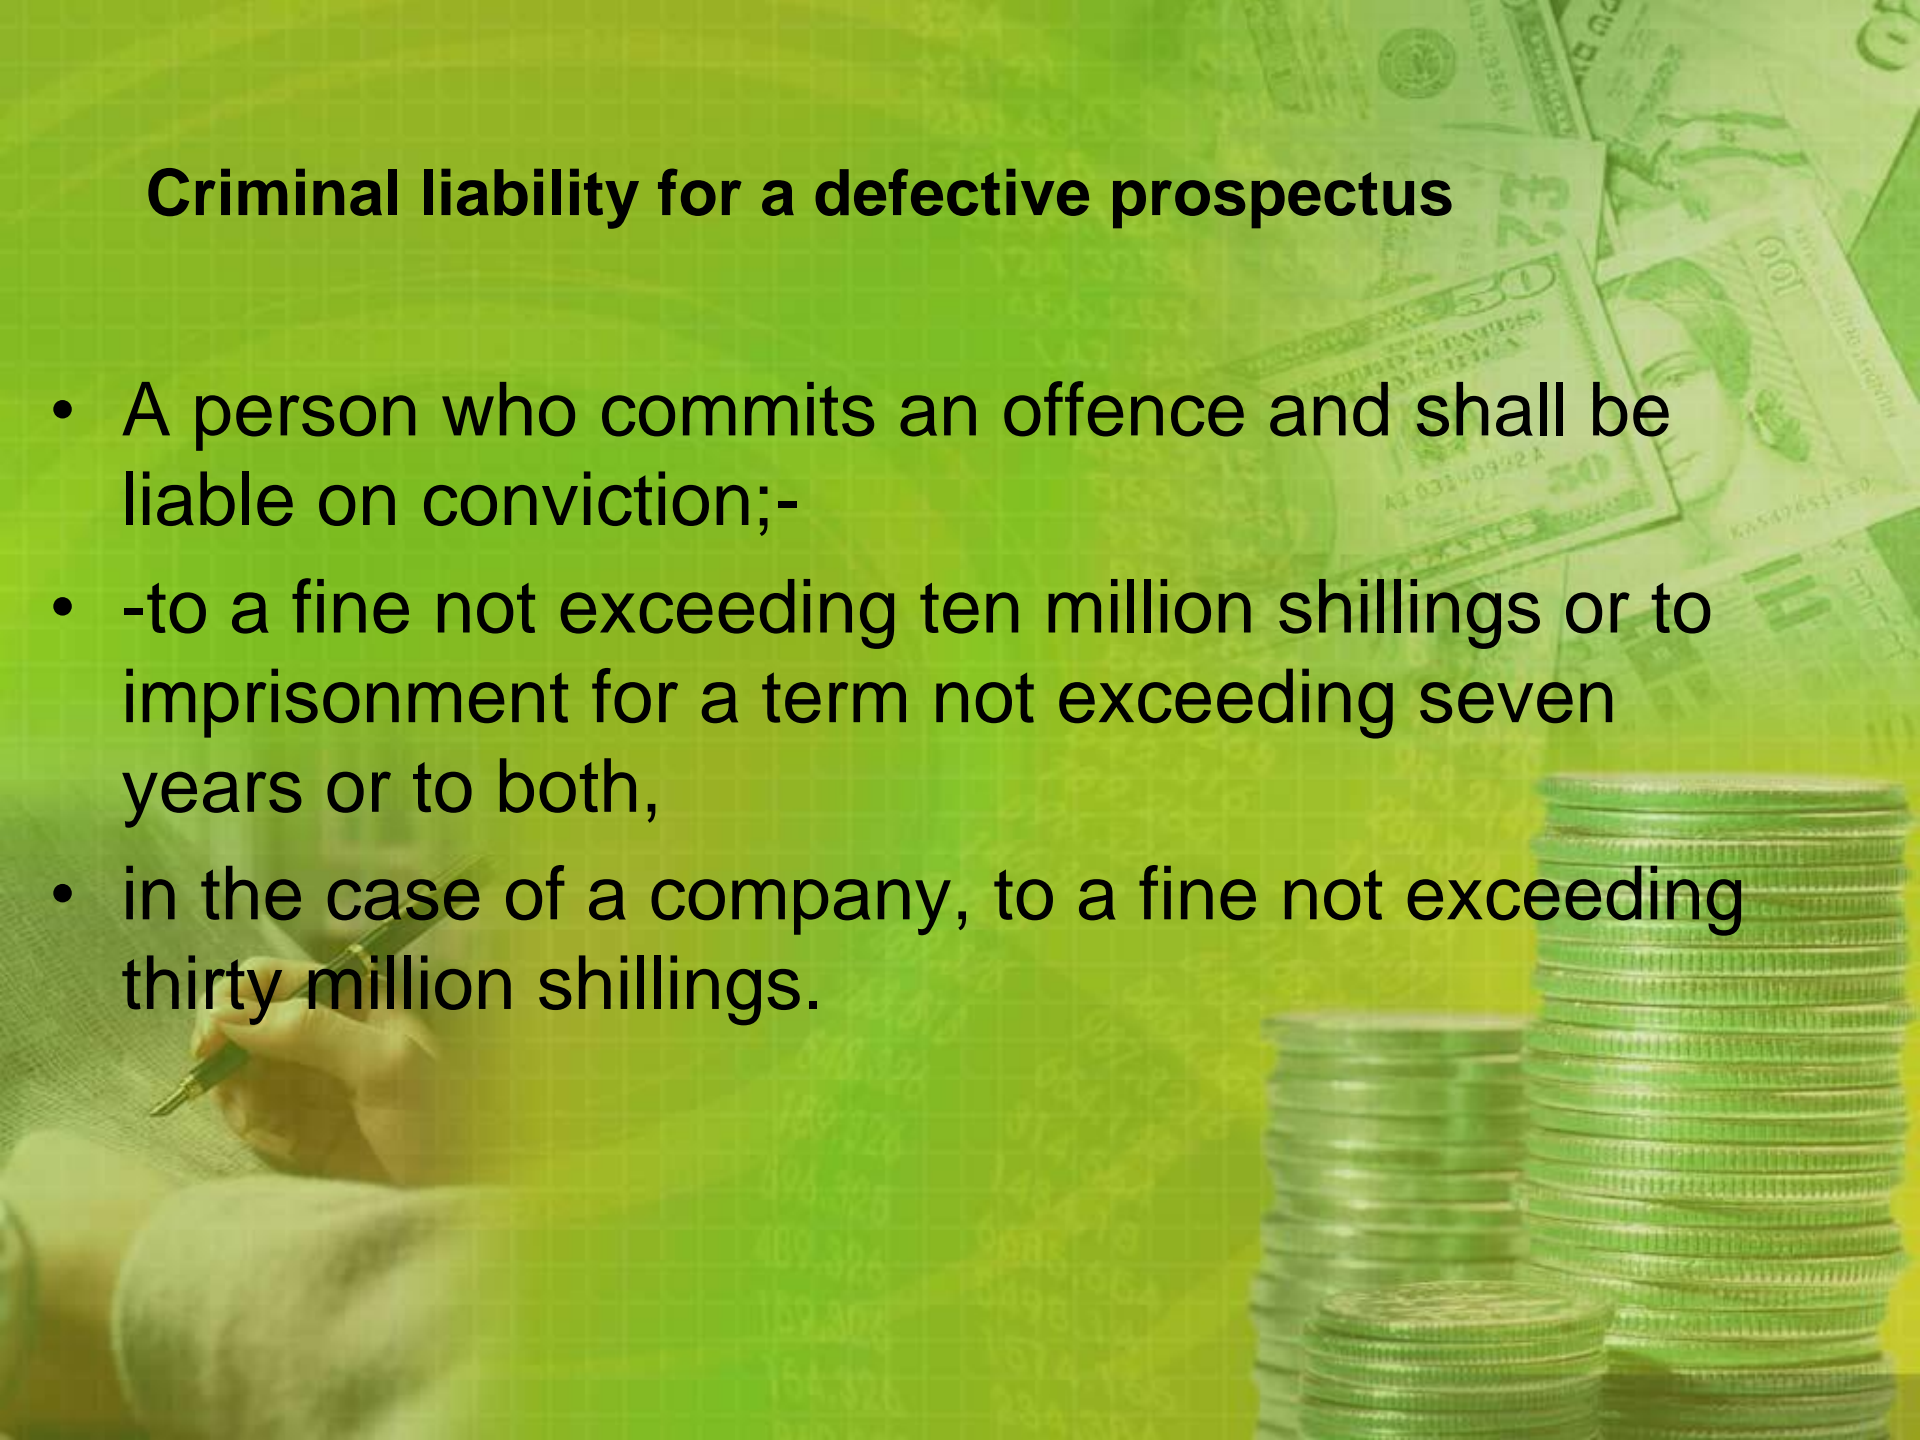 Criminal liability for a defective prospectus
• A person who commits an offence and shall be
liable on conviction;-
• -to a fine not exceeding ten million shillings or to
imprisonment for a term not exceeding seven
years or to both,
• in the case of a company, to a fine not exceeding
thirty million shillings.